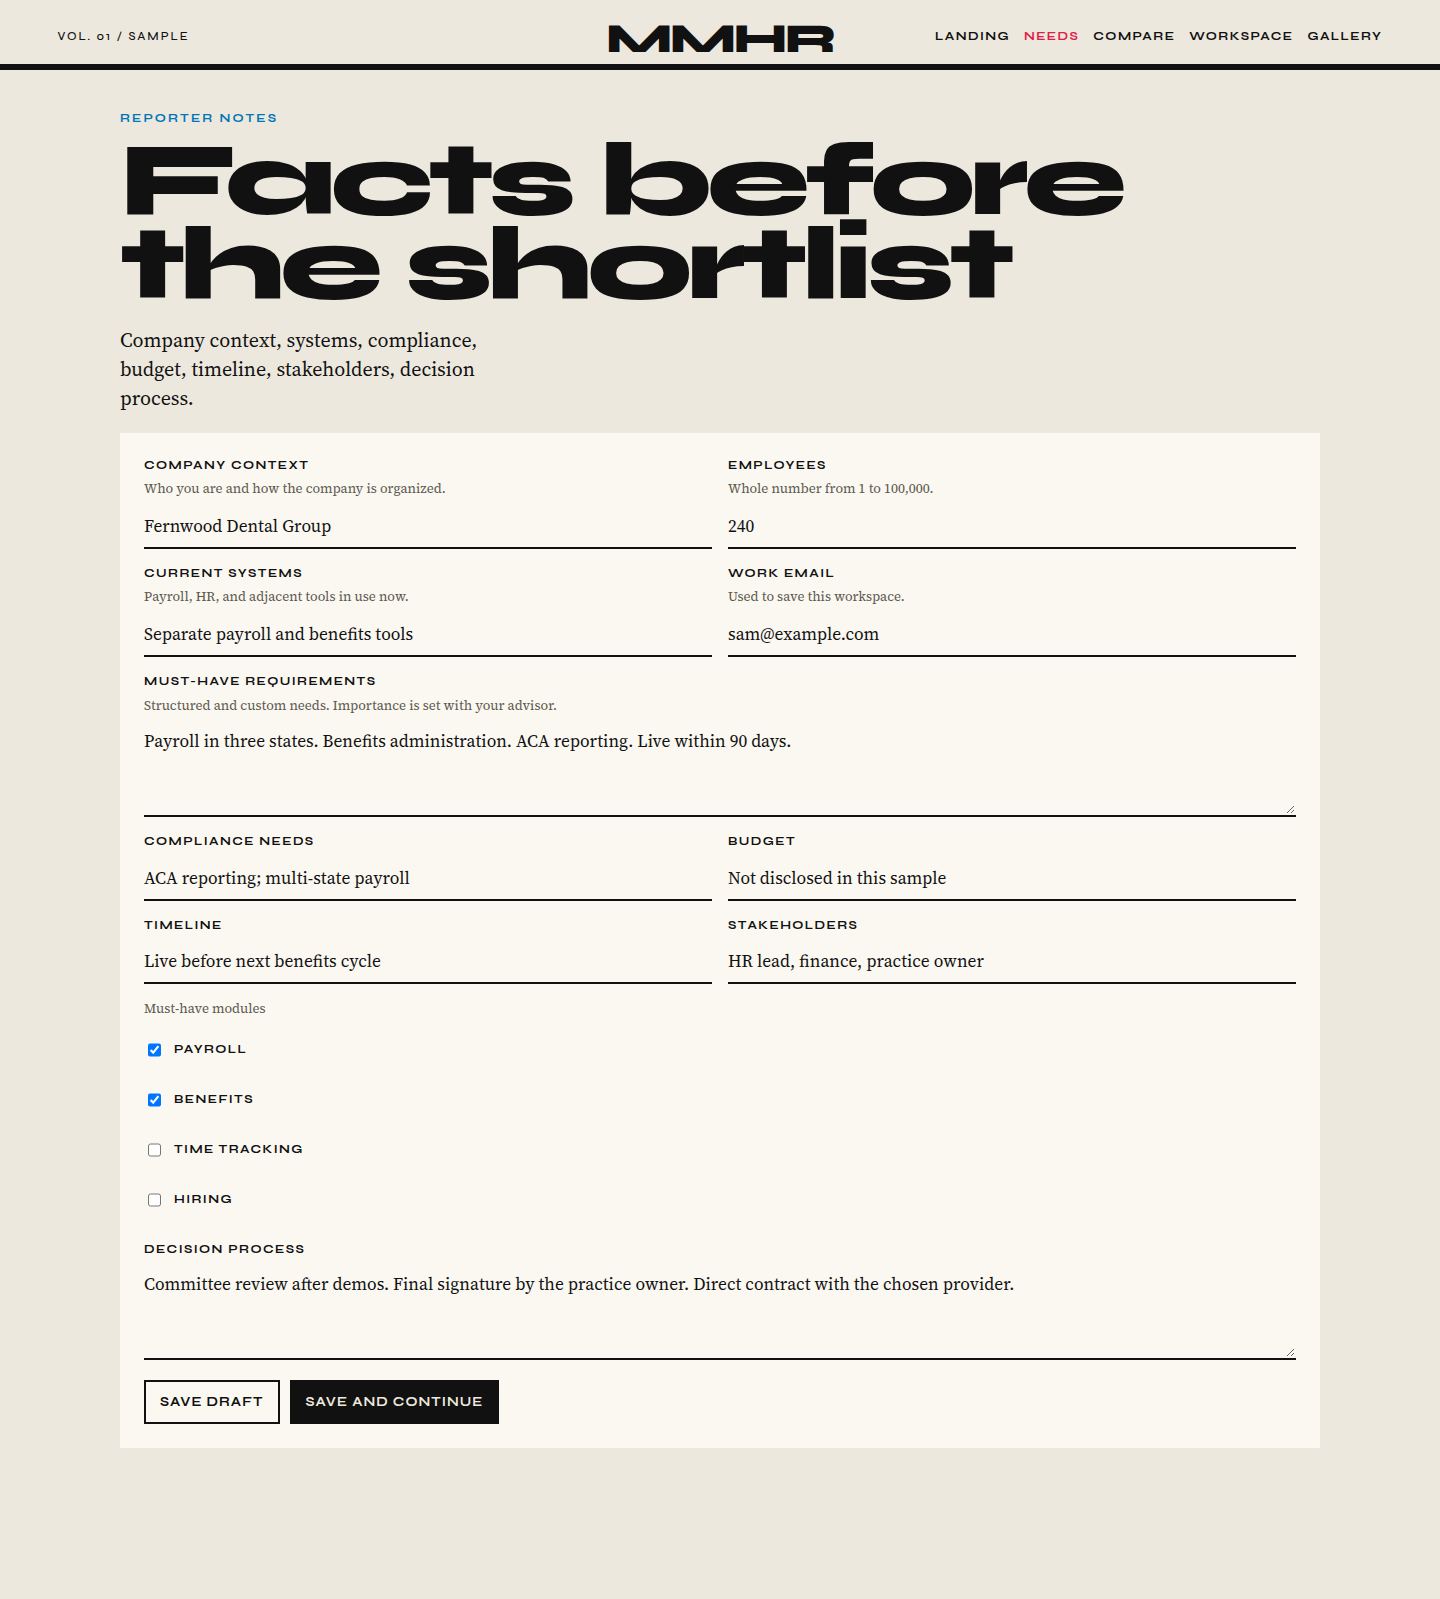 VOL. 01 / SAMPLE
MMHR
LANDING NEEDS COMPARE WORKSPACE GALLERY
REPORTER NOTES
Facts before
the shortlist
Company context, systems, compliance,
budget, timeline, stakeholders, decision
process.
COMPANY CONTEXT
Who you are and how the company is organized.
Fernwood Dental Group
EMPLOYEES
Whole number from 1 to 100,000.
240
CURRENT SYSTEMS
Payroll, HR, and adjacent tools in use now.
Separate payroll and benefits tools
WORK EMAIL
Used to save this workspace.
sam@example.com
MUST-HAVE REQUIREMENTS
Structured and custom needs. Importance is set with your advisor.
Payroll in three states. Benefits administration. ACA reporting. Live within 90 days.
COMPLIANCE NEEDS
ACA reporting; multi-state payroll
BUDGET
Not disclosed in this sample
TIMELINE
Live before next benefits cycle
STAKEHOLDERS
HR lead, finance, practice owner
Must-have modules
PAYROLL
BENEFITS
TIME TRACKING
HIRING
DECISION PROCESS
Committee review after demos. Final signature by the practice owner. Direct contract with the chosen provider.
SAVE DRAFT
SAVE AND CONTINUE